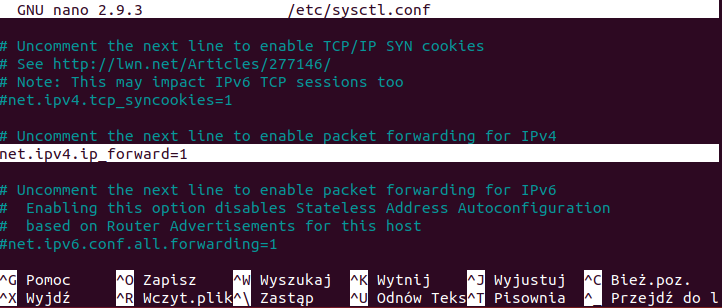 GNU nano 2.9.3 /etc/sysctl.conf
# Uncomment the next line to enable TCP/IP SYN cookies
# See http://lwn.net/Articles/277146/
# Note: This may impact IPv6 TCP sessions too
#net.ipv4.tcp_syncookies=1
# Uncomment the next line to enable packet forwarding for IPv4
net.ipv4.ip_forward=1
# Uncomment the next line to enable packet forwarding for IPv6
#  Enabling this option disables Stateless Address Autoconfiguration
#  based on Router Advertisements for this host
#net.ipv6.conf.all.forwarding=1
^G Pomoc ^O Zapisz ^W Wyszukaj ^K Wytnij ^J Wyjustuj ^C Bież.poz.
^X Wyjdź ^R Wczyt.plik ^\ Zastąp ^U Odnów Teks ^T Pisownia ^_ Przejdź do l